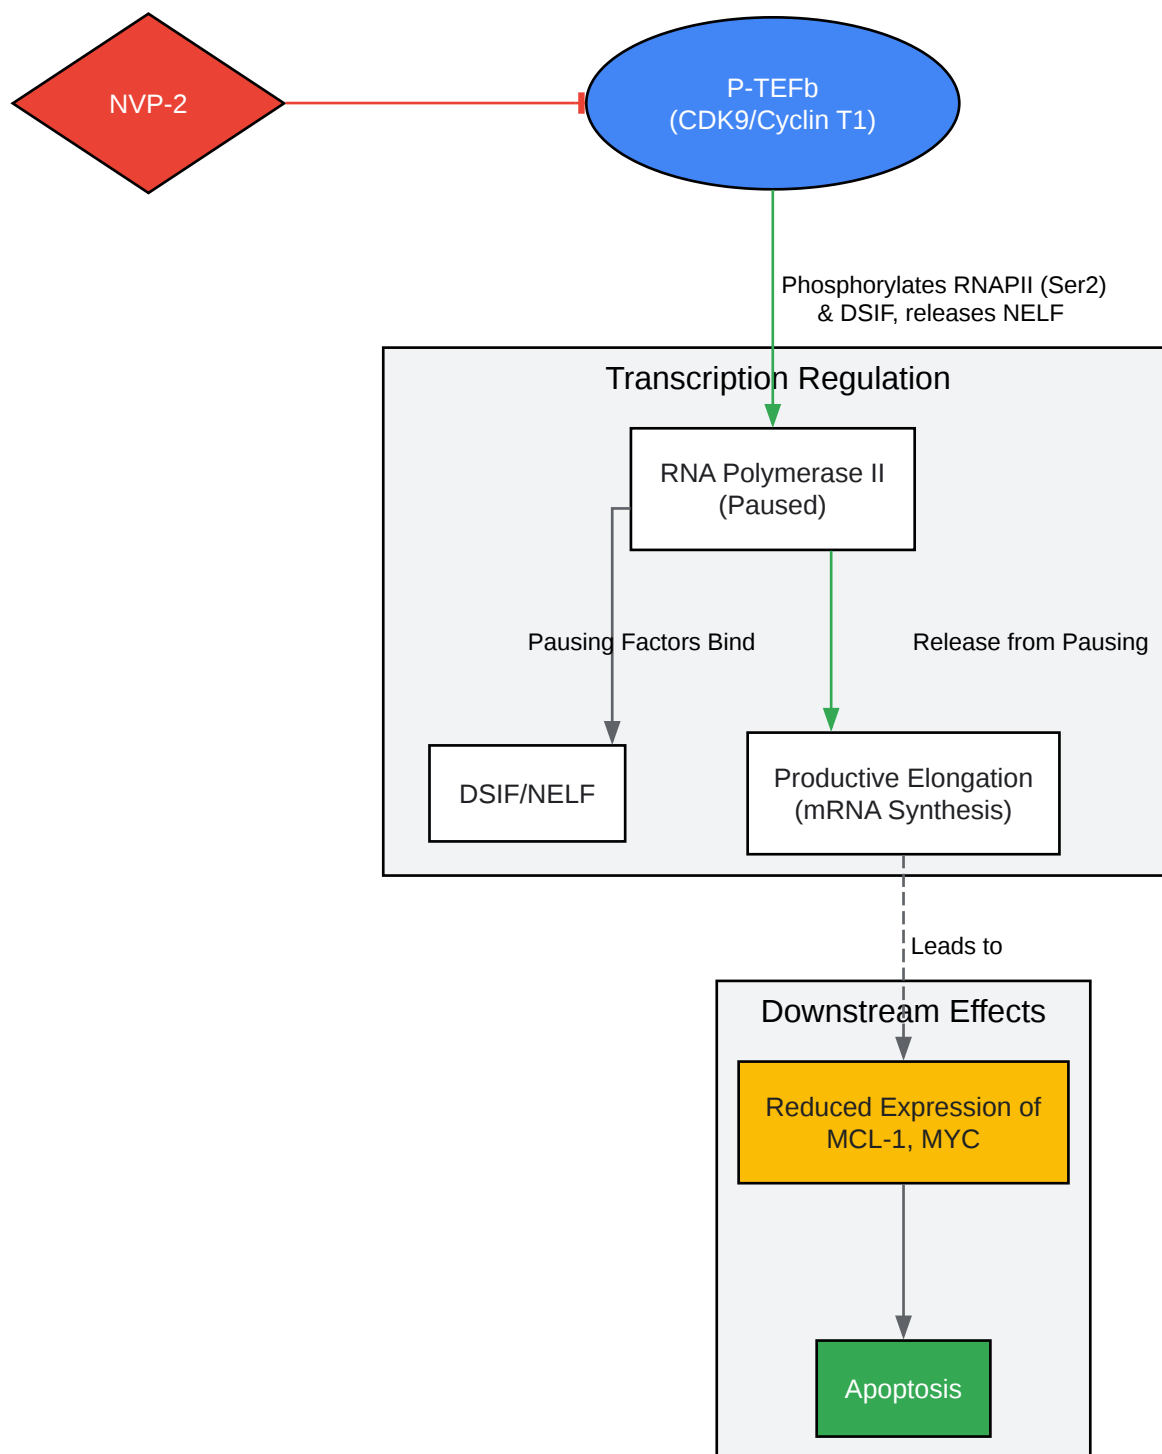 NVP-2
P-TEFb
(CDK9/Cyclin T1)
Phosphorylates RNAPII (Ser2)
& DSIF, releases NELF
Transcription Regulation
RNA Polymerase II
(Paused)
Pausing Factors Bind
Release from Pausing
DSIF/NELF
Productive Elongation
(mRNA Synthesis)
Leads to
Downstream Effects
Reduced Expression of
MCL-1, MYC
Apoptosis